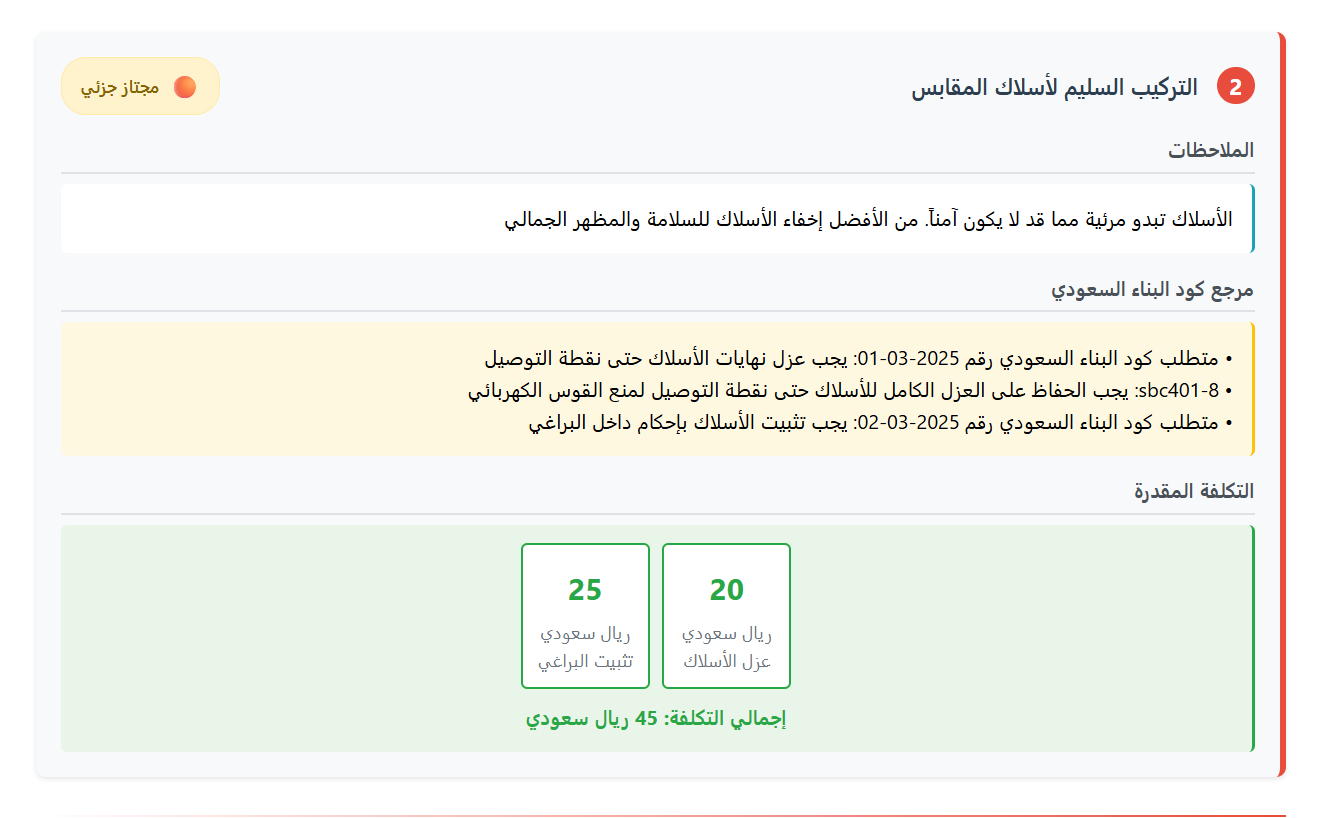 2 التركيب السليم لأسلاك المقابس
مجتاز جزئي
الملاحظات
الأسلاك تبدو مرئية مما قد لا يكون آمناً. من الأفضل إخفاء الأسلاك للسلامة والمظهر الجمالي
مرجع كود البناء السعودي
• متطلب كود البناء السعودي رقم 2025-03-01: يجب عزل نهايات الأسلاك حتى نقطة التوصيل
• sbc401-8: يجب الحفاظ على العزل الكامل للأسلاك حتى نقطة التوصيل لمنع القوس الكهربائي
• متطلب كود البناء السعودي رقم 2025-03-02: يجب تثبيت الأسلاك بإحكام داخل البراغي
التكلفة المقدرة
20
ريال سعودي
عزل الأسلاك
25
ريال سعودي
تثبيت البراغي
إجمالي التكلفة: 45 ريال سعودي